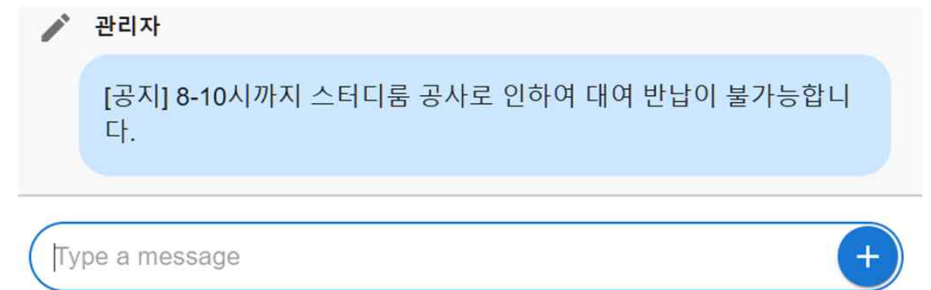 관리자
[공지] 8-10시까지 스터디룸 공사로 인하여 대여 반납이 불가능합니
다.
Type a message